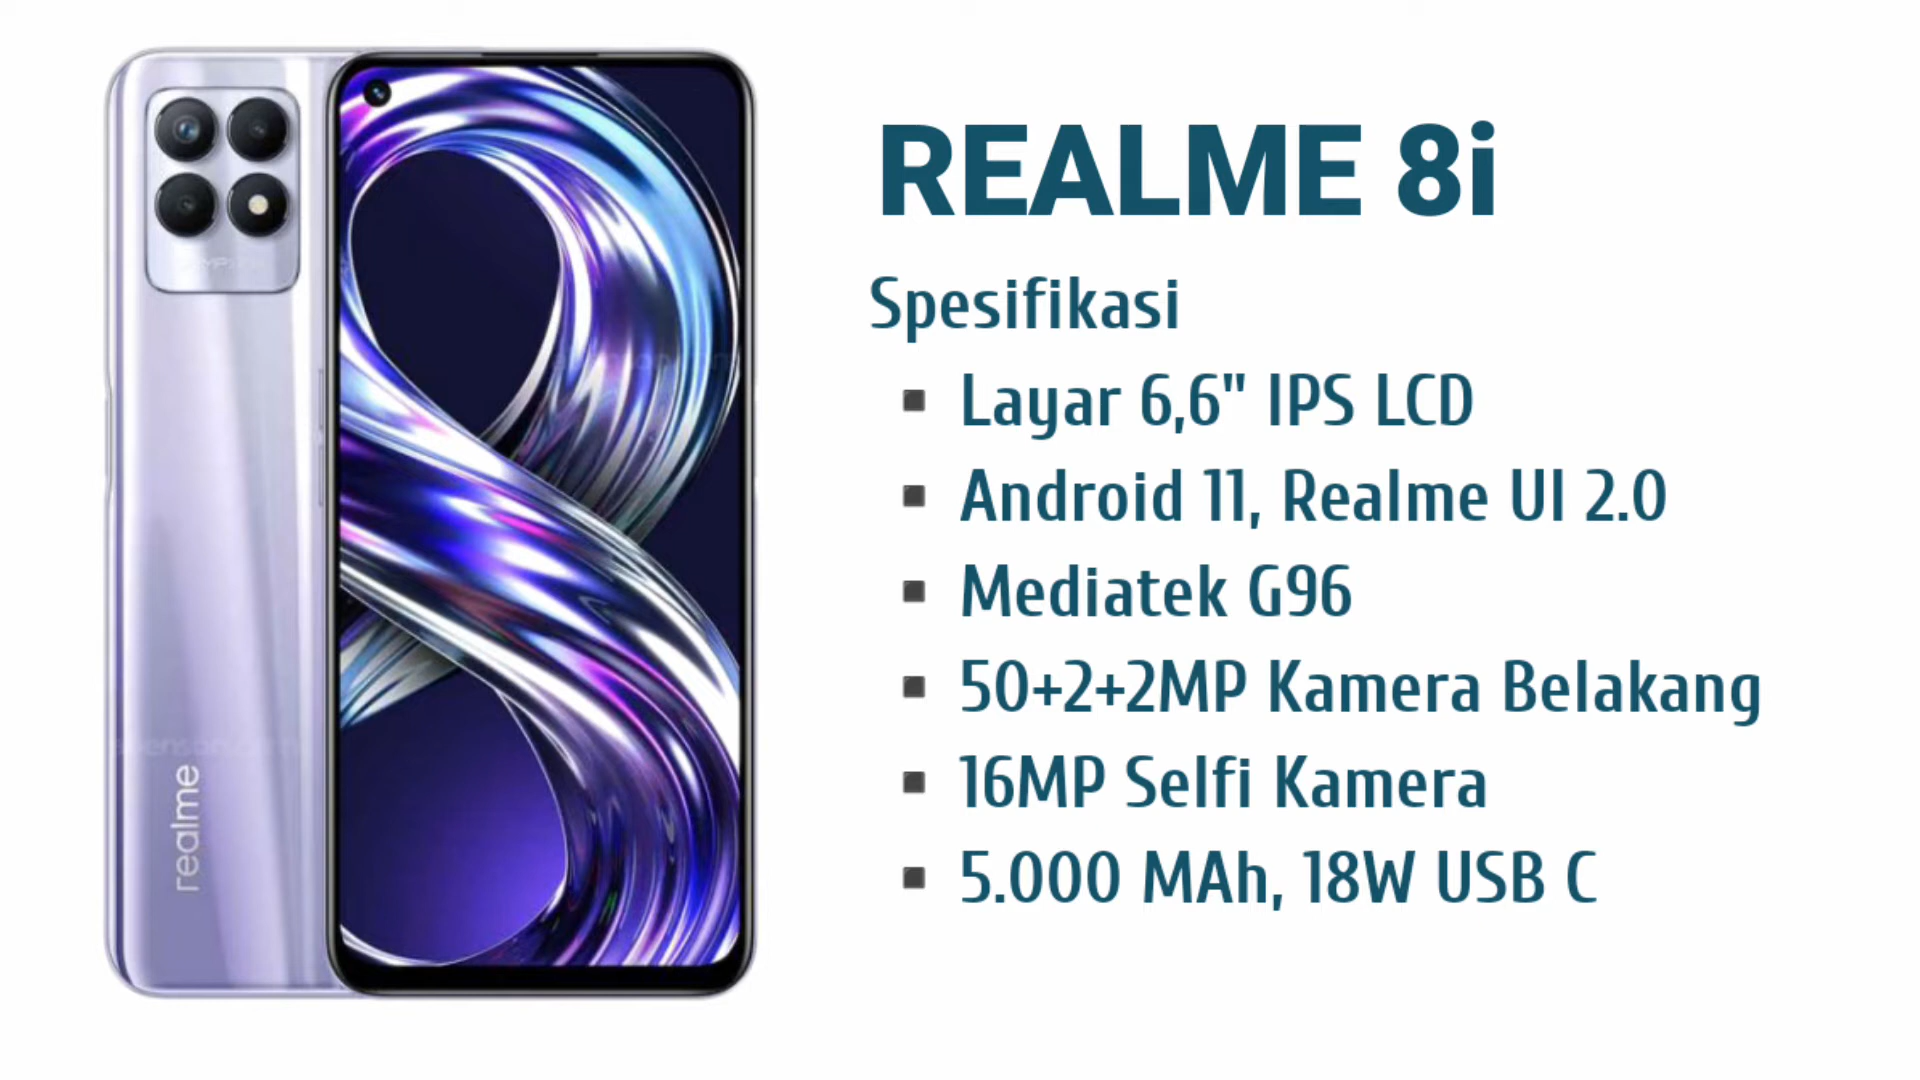 REALME 8i
Spesifikasi
▪ Layar 6,6" IPS LCD
▪ Android 11, Realme UI 2.0
▪ Mediatek G96
▪ 50+2+2MP Kamera Belakang
▪ 16MP Selfi Kamera
▪ 5.000 MAh, 18W USB C
realme